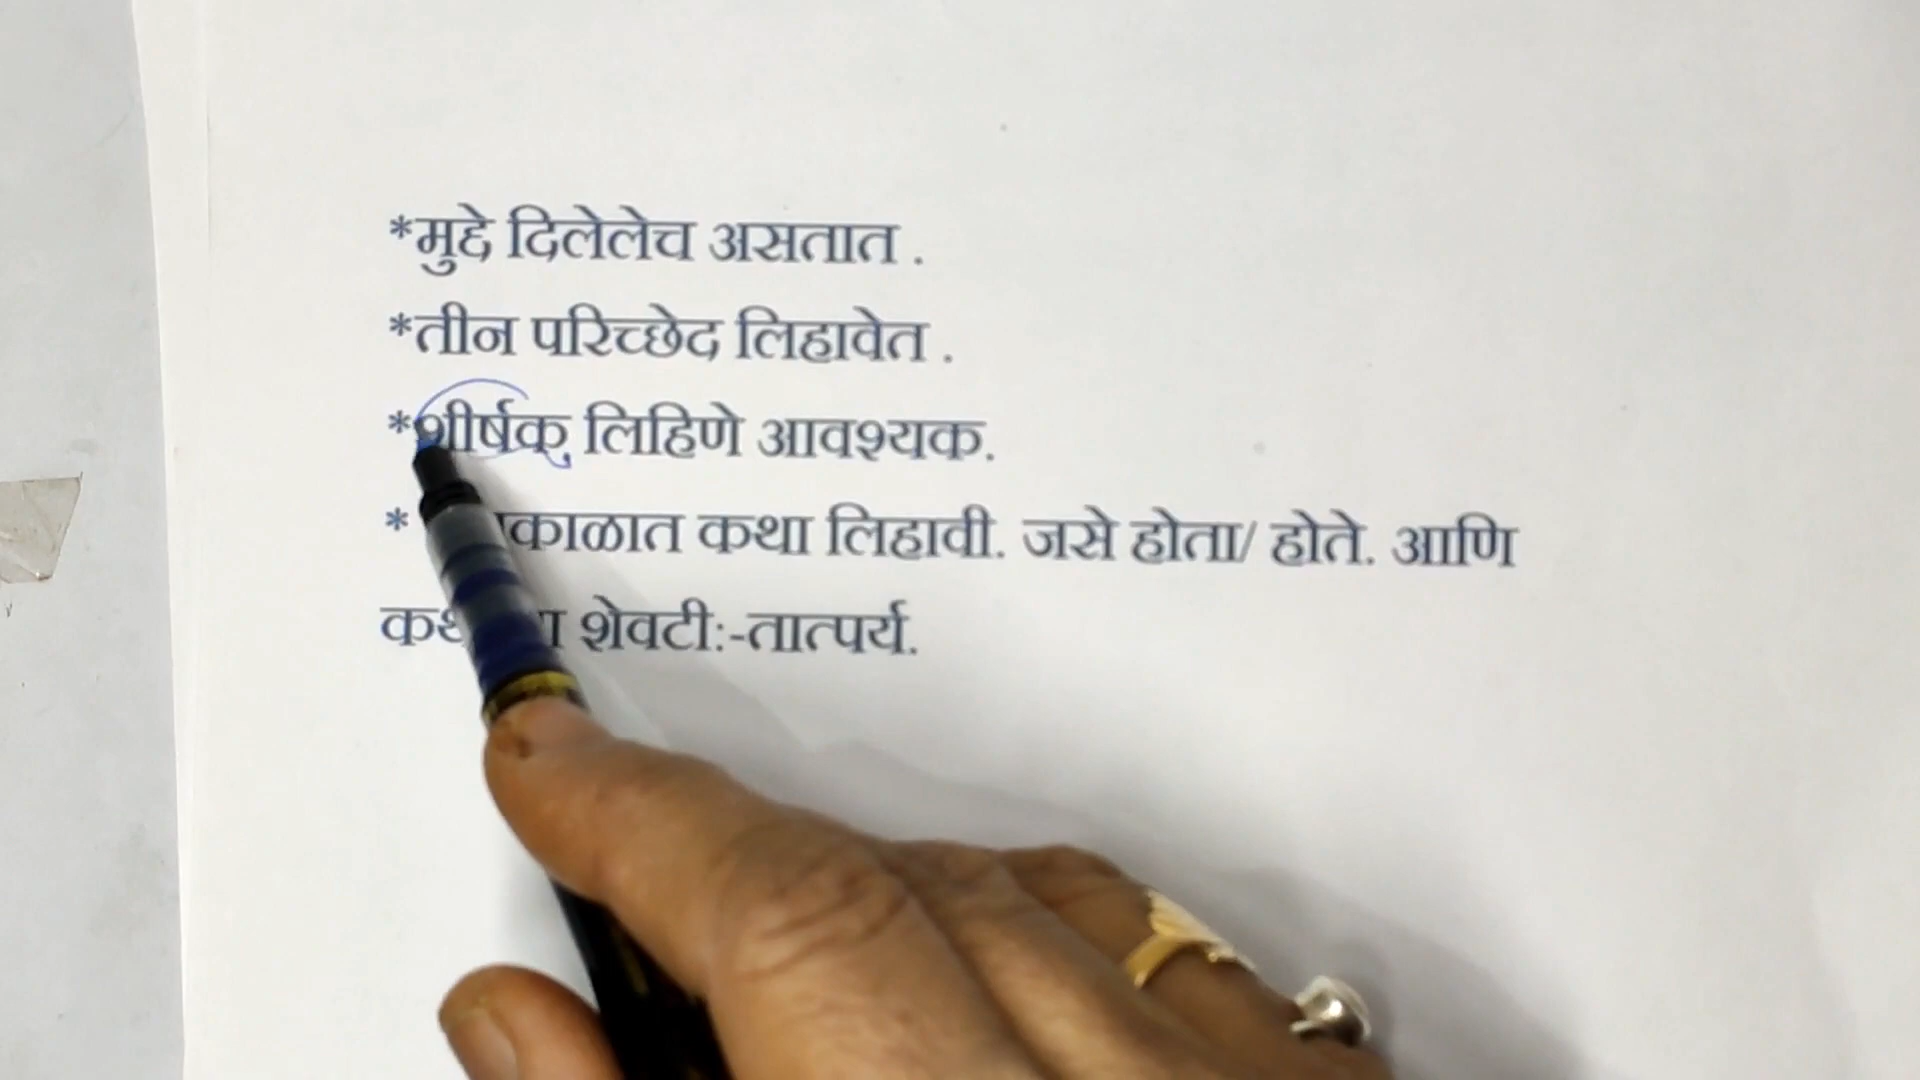 *मुद्दे दिलेलेच असतात .
*तीन परिच्छेद लिहावेत .
*शीर्षक लिहिणे आवश्यक.
* कथा लिहावी. जसे होता/ होते. आणि
शेवटी:-तात्पर्य.